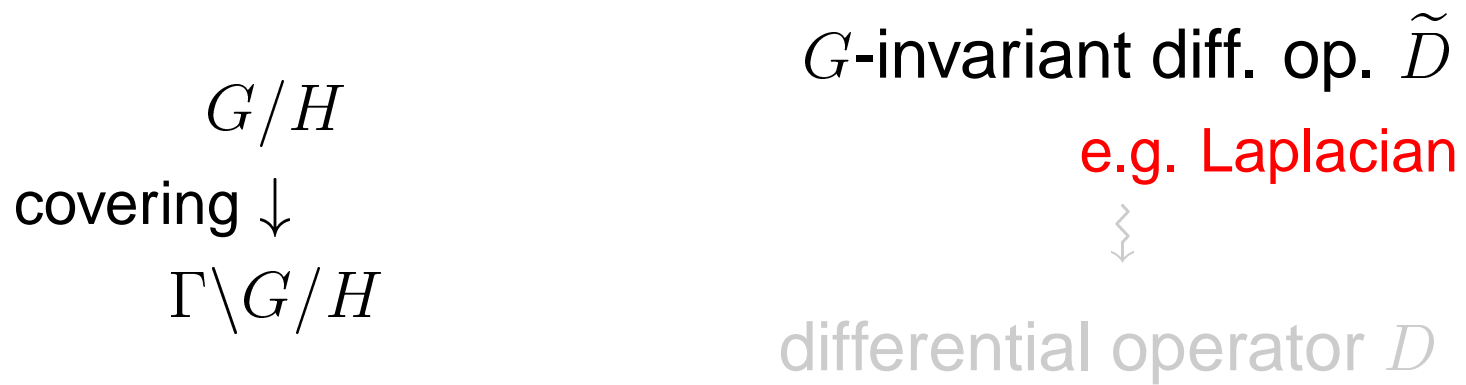 G-invariant diff. op. D̃
G/H
e.g. Laplacian
covering ↓
Γ\G/H
differential operator D